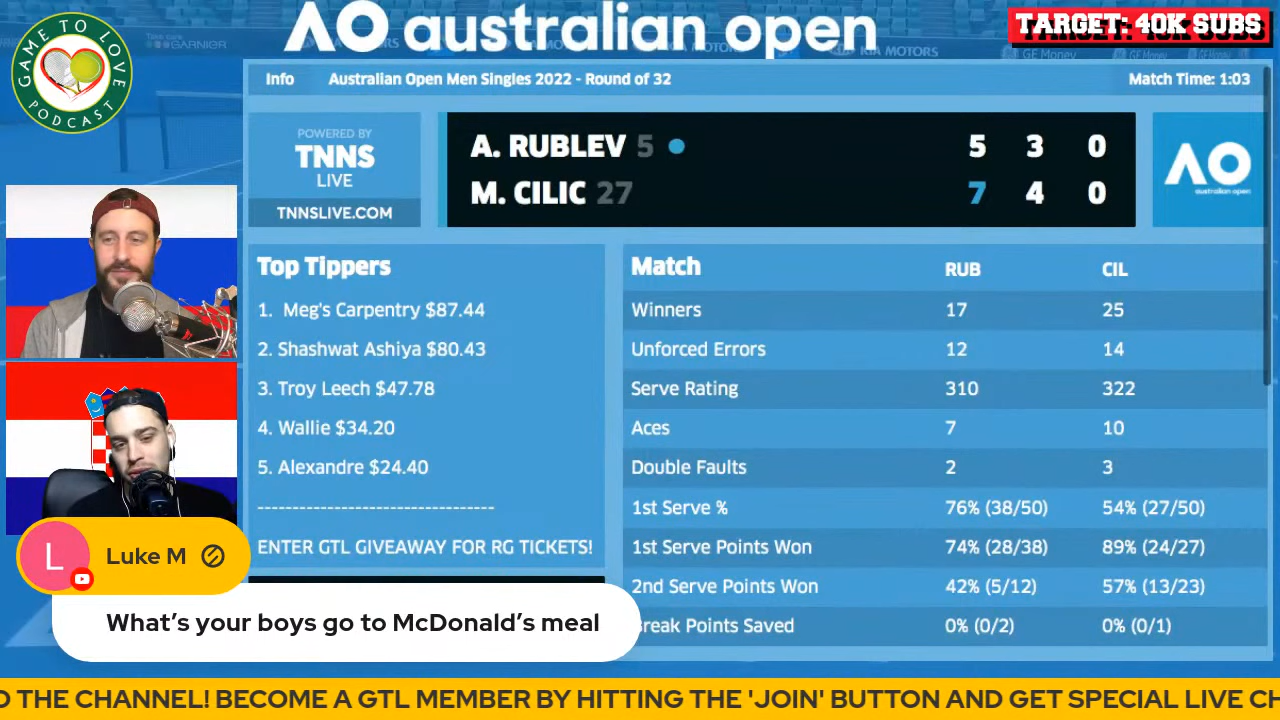 AO australian open
TARGET: 40K SUBS
GAME TO LOVE
PODCAST
GARNIER
KIA MOTORS
GE Money
Info
Australian Open Men Singles 2022 - Round of 32
Match Time: 1:03
POWERED BY
TNNS
LIVE
TNNSLIVE.COM
A. RUBLEV 5 5 3 0
M. CILIC 27 7 4 0
AO
australian open
Top Tippers
1. Meg's Carpentry $87.44
2. Shashwat Ashiya $80.43
3. Troy Leech $47.78
4. Wallie $34.20
5. Alexandre $24.40
----------------------------------
ENTER GTL GIVEAWAY FOR RG TICKETS!
Match RUB CIL
Winners 17 25
Unforced Errors 12 14
Serve Rating 310 322
Aces 7 10
Double Faults 2 3
1st Serve % 76% (38/50) 54% (27/50)
1st Serve Points Won 74% (28/38) 89% (24/27)
2nd Serve Points Won 42% (5/12) 57% (13/23)
Break Points Saved 0% (0/2) 0% (0/1)
L
Luke M
What's your boys go to McDonald's meal
O THE CHANNEL! BECOME A GTL MEMBER BY HITTING THE 'JOIN' BUTTON AND GET SPECIAL LIVE CH